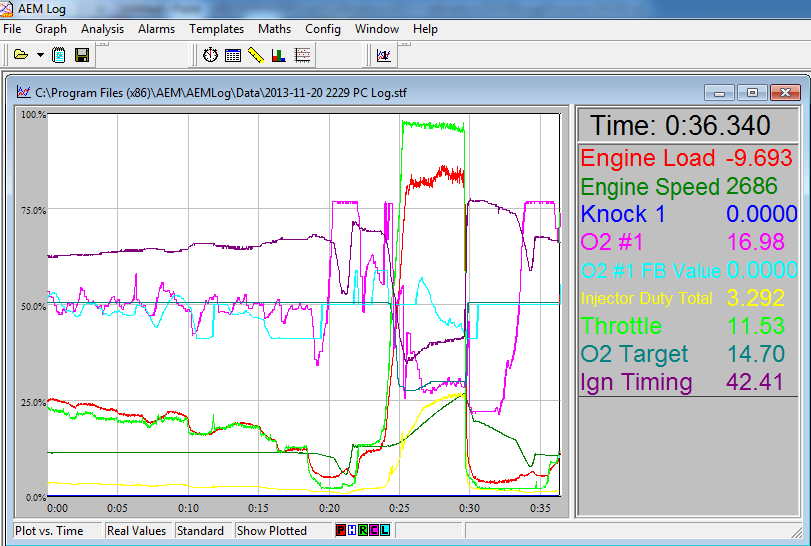 AEM Log
File Graph Analysis Alarms Templates Maths Config Window Help
C:\Program Files (x86)\AEM\AEMLog\Data\2013-11-20 2229 PC Log.stf
100.%
75.0%
50.0%
25.0%
0.0%
0:00 0:05 0:10 0:15 0:20 0:25 0:30 0:35
Time: 0:36.340
Engine Load -9.693
Engine Speed 2686
Knock 1 0.0000
O2 #1 16.98
O2 #1 FB Value 0.0000
Injector Duty Total 3.292
Throttle 11.53
O2 Target 14.70
Ign Timing 42.41
Plot vs. Time Real Values Standard Show Plotted P H R C L